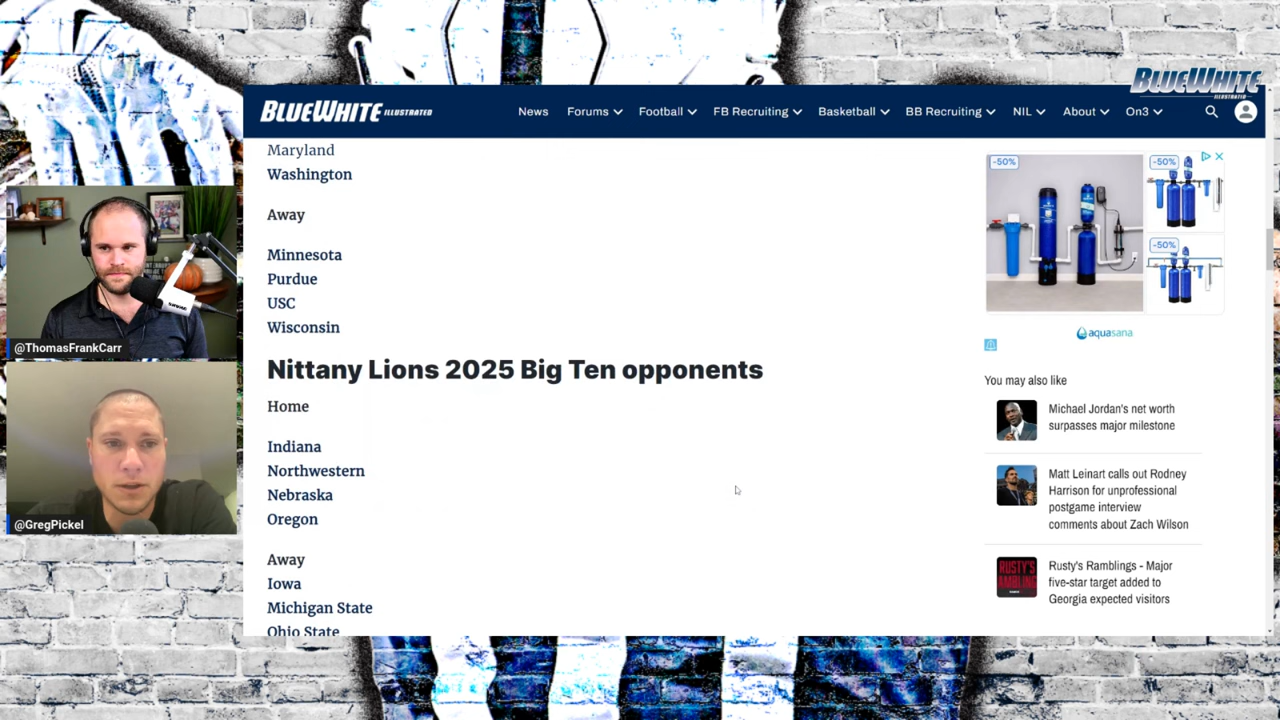 BLUEWHITE
ILLUSTRATED
BLUEWHITE ILLUSTRATED
News
Forums
Football
FB Recruiting
Basketball
BB Recruiting
NIL
About
On3
Maryland
Washington
Away
Minnesota
Purdue
USC
Wisconsin
Nittany Lions 2025 Big Ten opponents
Home
Indiana
Northwestern
Nebraska
Oregon
Away
Iowa
Michigan State
Ohio State
-50%
-50%
-50%
aquasana
You may also like
Michael Jordan's net worth
surpasses major milestone
Matt Leinart calls out Rodney
Harrison for unprofessional
postgame interview
comments about Zach Wilson
RUSTY'S
RAMBLING
Rusty's Ramblings - Major
five-star target added to
Georgia expected visitors
SHURE
@ThomasFrankCarr
@GregPickel